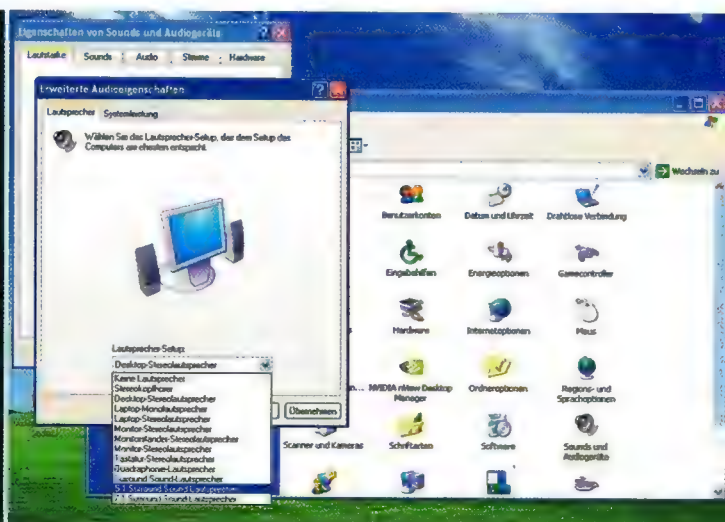 Eigenschaften von Sounds und Audiogeräte
Lautstärke Sounds Audio Stimme Hardware
Erweiterte Audioeigenschaften
Lautsprecher Systemleistung
Wählen Sie das Lautsprecher-Setup, das dem Setup des
Computers am ehesten entspricht.
Lautsprecher-Setup:
Desktop-Stereolautsprecher
Keine Lautsprecher
Stereokopfhörer
Desktop-Stereolautsprecher
Laptop-Monolautsprecher
Laptop-Stereolautsprecher
Monitor-Stereolautsprecher
Monitorständer-Stereolautsprecher
Monitor-Stereolautsprecher
Tastatur-Stereolautsprecher
Quadraphonie-Lautsprecher
Surround Sound-Lautsprecher
5.1 Surround Sound Lautsprecher
7.1 Surround Sound Lautsprecher
Übernehmen
Wechseln zu
Benutzerkonten
Datum und Uhrzeit
Drahtlose Verbindung
Eingabehilfen
Energieoptionen
Gamecontroller
Hardware
Internetoptionen
Maus
NVIDIA nView Desktop
Manager
Ordneroptionen
Regions- und
Sprachoptionen
Scanner und Kameras
Schriftarten
Software
Sounds und
Audiogeräte